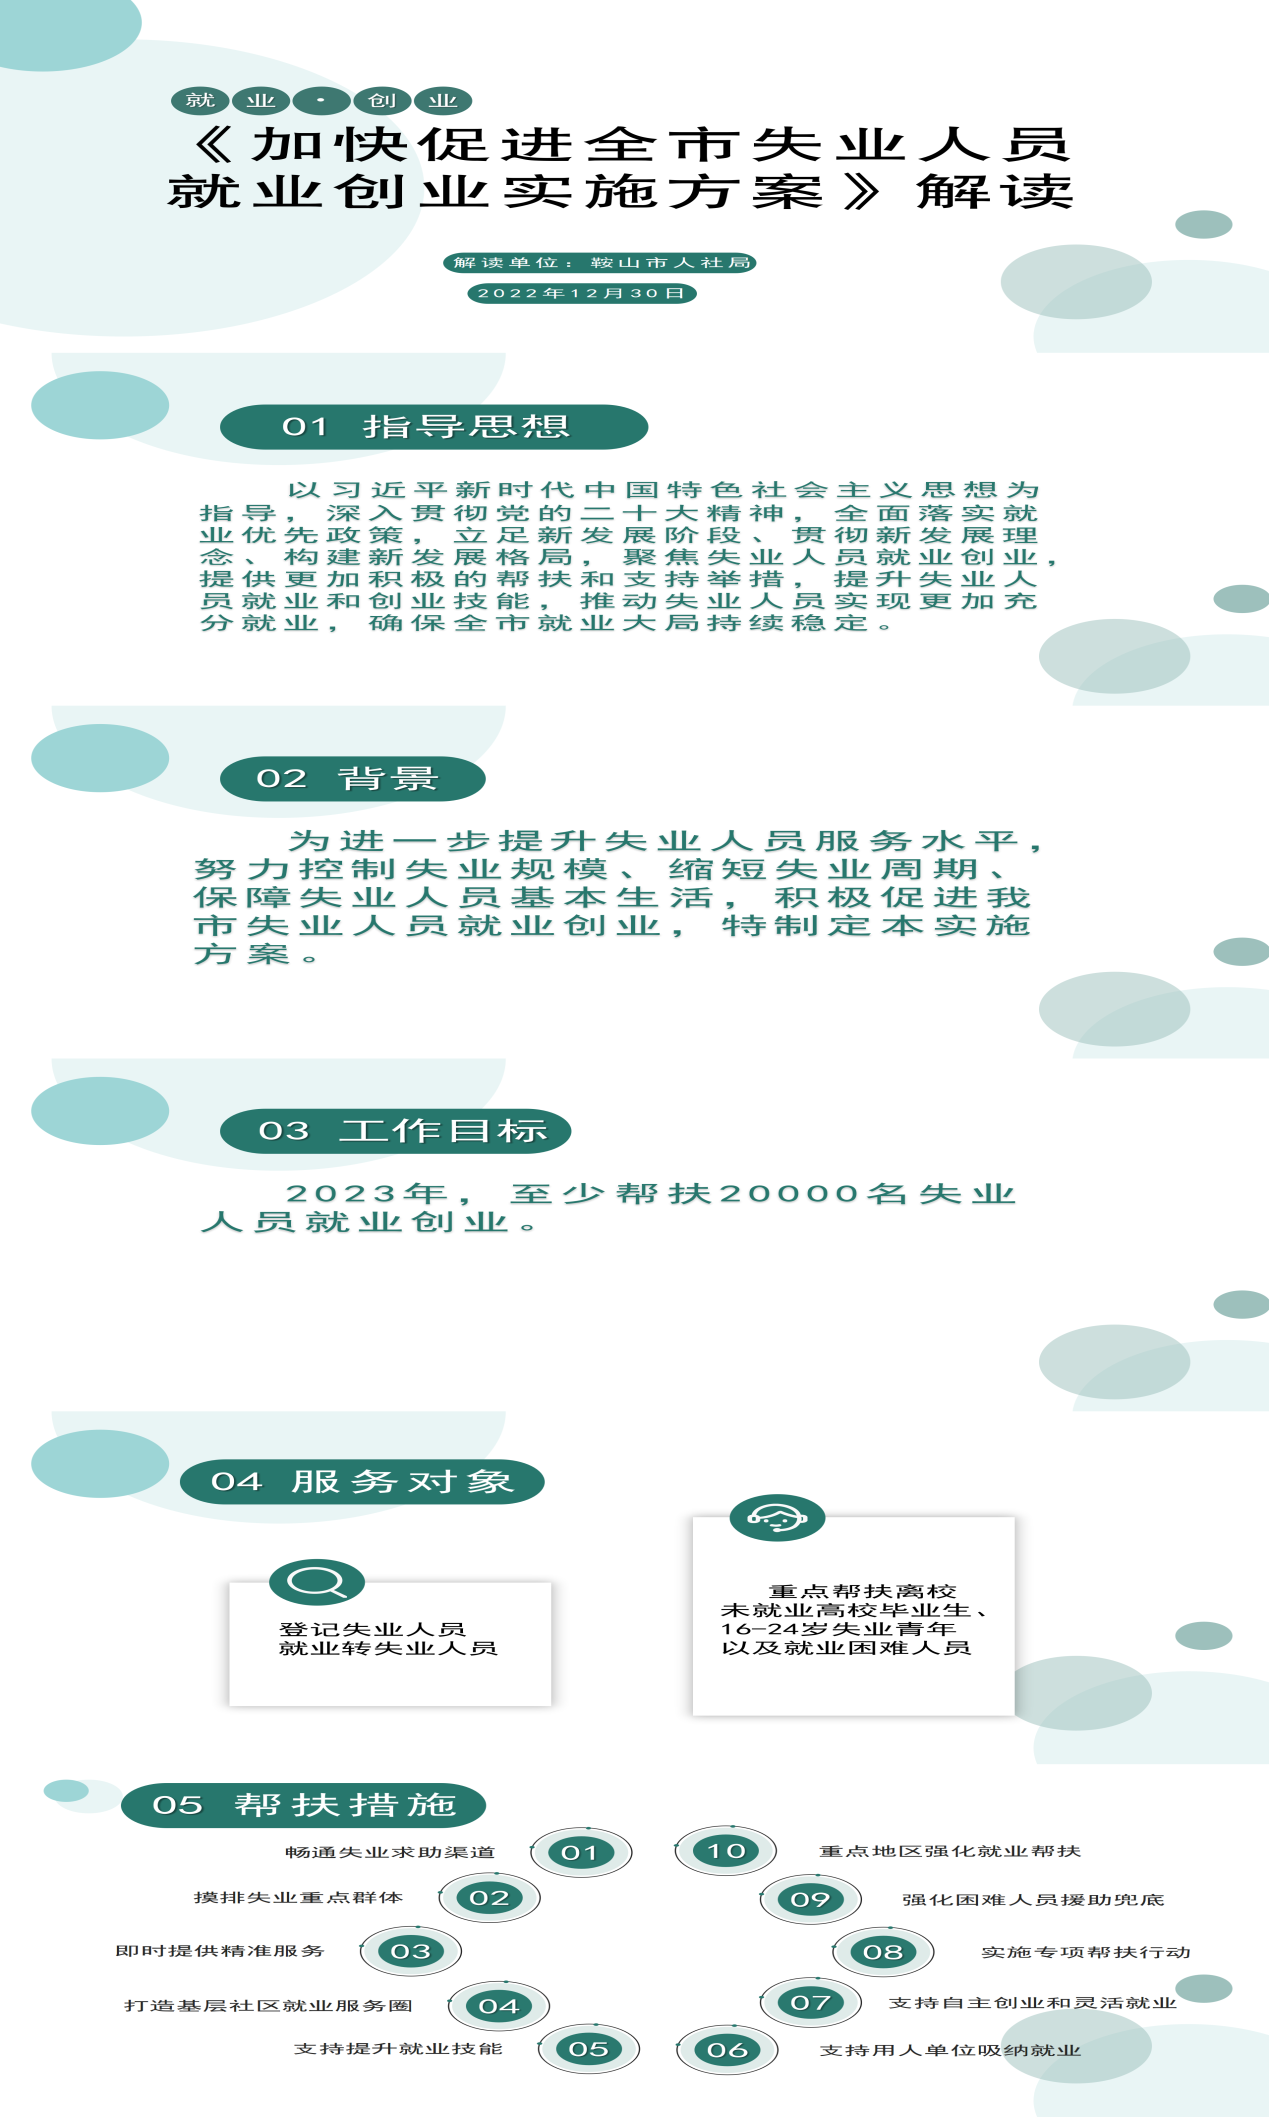 就业·创业
《加快促进全市失业人员
就业创业实施方案》解读
解读单位：鞍山市人社局
2022年12月30日
01 指导思想
以习近平新时代中国特色社会主义思想为
指导，深入贯彻党的二十大精神，全面落实就
业优先政策，立足新发展阶段、贯彻新发展理
念、构建新发展格局，聚焦失业人员就业创业，
提供更加积极的帮扶和支持举措，提升失业人
员就业和创业技能，推动失业人员实现更加充
分就业，确保全市就业大局持续稳定。
02 背景
为进一步提升失业人员服务水平，
努力控制失业规模、缩短失业周期、
保障失业人员基本生活，积极促进我
市失业人员就业创业，特制定本实施
方案。
03 工作目标
2023年，至少帮扶20000名失业
人员就业创业。
04 服务对象
登记失业人员
就业转失业人员
重点帮扶离校
未就业高校毕业生、
16-24岁失业青年
以及就业困难人员
05 帮扶措施
畅通失业求助渠道 01
摸排失业重点群体 02
即时提供精准服务 03
打造基层社区就业服务圈 04
支持提升就业技能 05
10 重点地区强化就业帮扶
09 强化困难人员援助兜底
08 实施专项帮扶行动
07 支持自主创业和灵活就业
06 支持用人单位吸纳就业